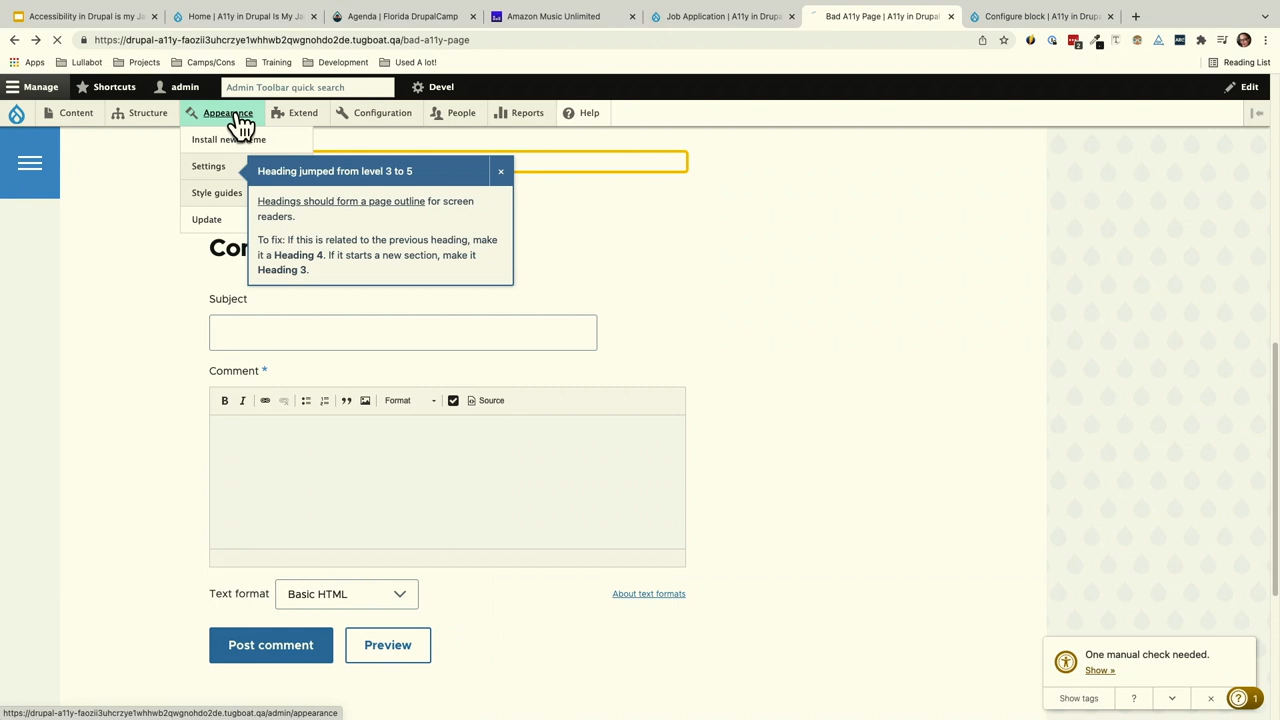 Accessibility in Drupal is my Ja
Home | A11y in Drupal Is My Ja
Agenda | Florida DrupalCamp
Amazon Music Unlimited
Job Application | A11y in Drupa
Bad A11y Page | A11y in Drupal
Configure block | A11y in Drup
https://drupal-a11y-faozii3uhcrzye1whhwb2qwgnohdo2de.tugboat.qa/bad-a11y-page
Apps
Lullabot
Projects
Camps/Cons
Training
Development
Used A lot!
Reading List
Manage
Shortcuts
admin
Admin Toolbar quick search
Devel
Edit
Content
Structure
Appearance
Extend
Configuration
People
Reports
Help
Settings
Style guides
Update
Heading jumped from level 3 to 5
×
Headings should form a page outline for screen
readers.
To fix: If this is related to the previous heading, make
it a Heading 4. If it starts a new section, make it
Heading 3.
Subject
Comment *
B I
Format
Source
Text format
Basic HTML
About text formats
Post comment
Preview
One manual check needed.
Show »
Show tags
?
×
? 1
https://drupal-a11y-faozii3uhcrzye1whhwb2qwgnohdo2de.tugboat.qa/admin/appearance